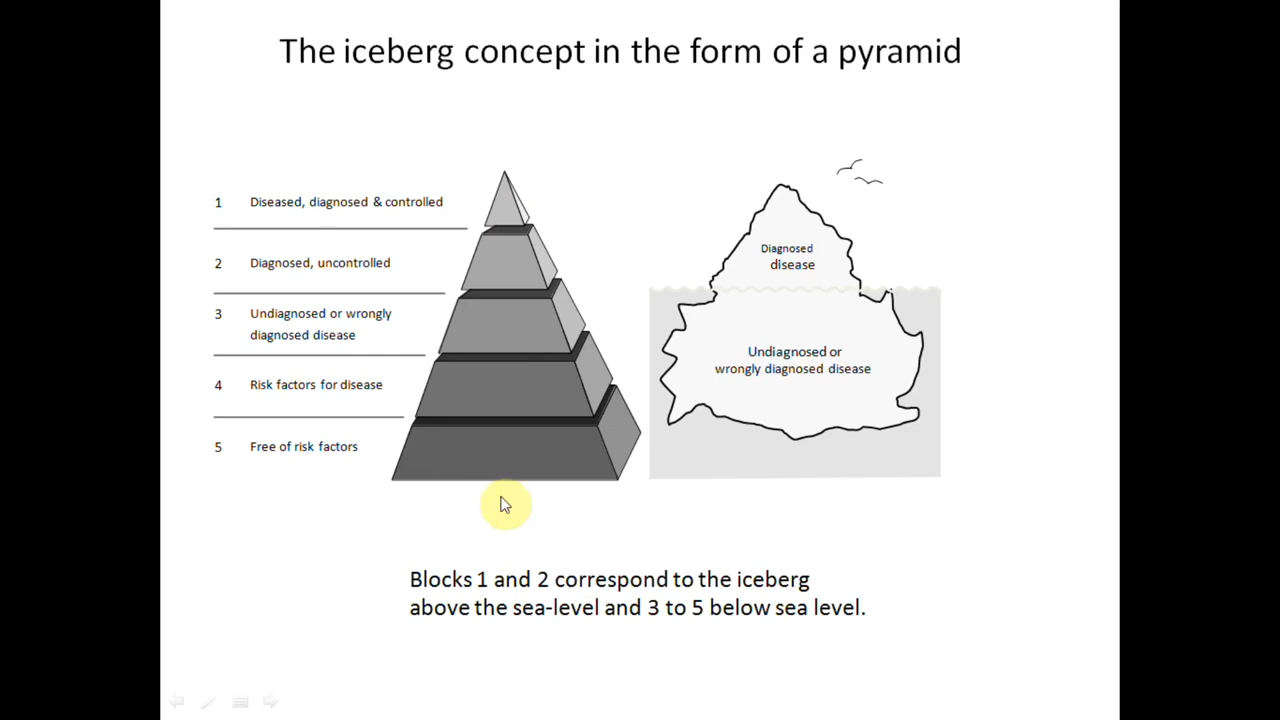 The iceberg concept in the form of a pyramid
1 Diseased, diagnosed & controlled
2 Diagnosed, uncontrolled
3 Undiagnosed or wrongly
diagnosed disease
4 Risk factors for disease
5 Free of risk factors
Diagnosed
disease
Undiagnosed or
wrongly diagnosed disease
Blocks 1 and 2 correspond to the iceberg
above the sea-level and 3 to 5 below sea level.